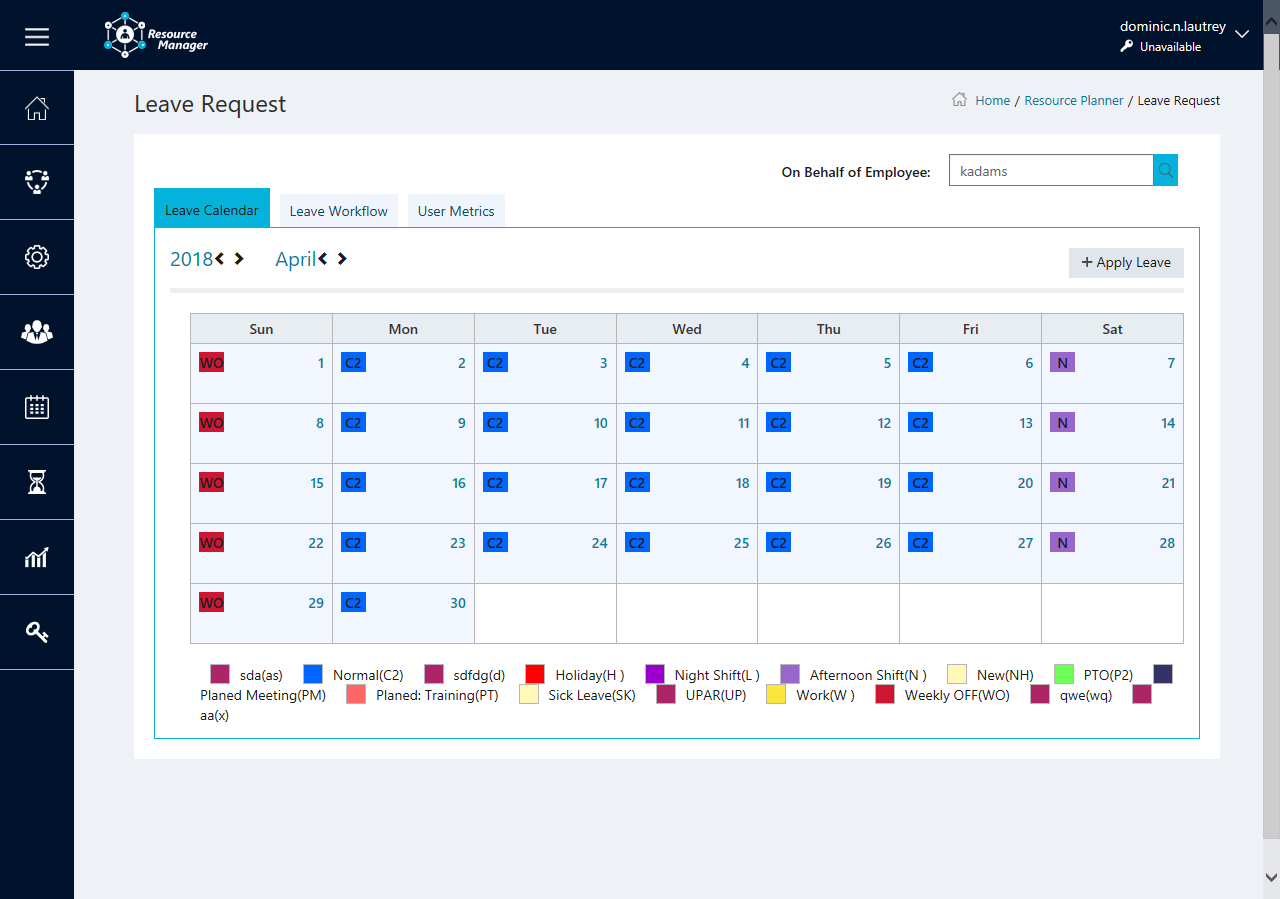 Resource Manager
dominic.n.lautrey
Unavailable
Leave Request
Home / Resource Planner / Leave Request
On Behalf of Employee: kadams
Leave Calendar Leave Workflow User Metrics
2018 April + Apply Leave
Sun Mon Tue Wed Thu Fri Sat
WO 1 C2 2 C2 3 C2 4 C2 5 C2 6 N 7
WO 8 C2 9 C2 10 C2 11 C2 12 C2 13 N 14
WO 15 C2 16 C2 17 C2 18 C2 19 C2 20 N 21
WO 22 C2 23 C2 24 C2 25 C2 26 C2 27 N 28
WO 29 C2 30
sda(as) Normal(C2) sdfdg(d) Holiday(H ) Night Shift(L ) Afternoon Shift(N ) New(NH) PTO(P2)
Planed Meeting(PM) Planed: Training(PT) Sick Leave(SK) UPAR(UP) Work(W ) Weekly OFF(WO) qwe(wq)
aa(x)